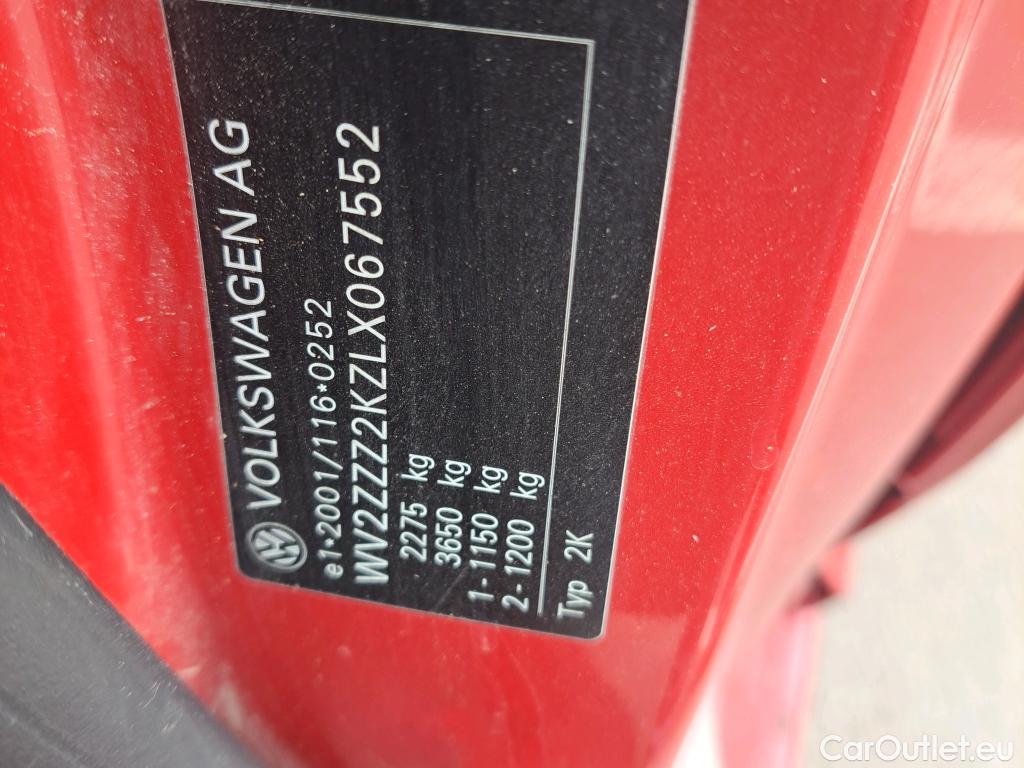 VOLKSWAGEN AG
e1*2001/116*0252
WV2ZZZ2KZLX067552
2275 kg
3650 kg
1-1150 kg
2-1200 kg
Typ 2K
CarOutlet.eu